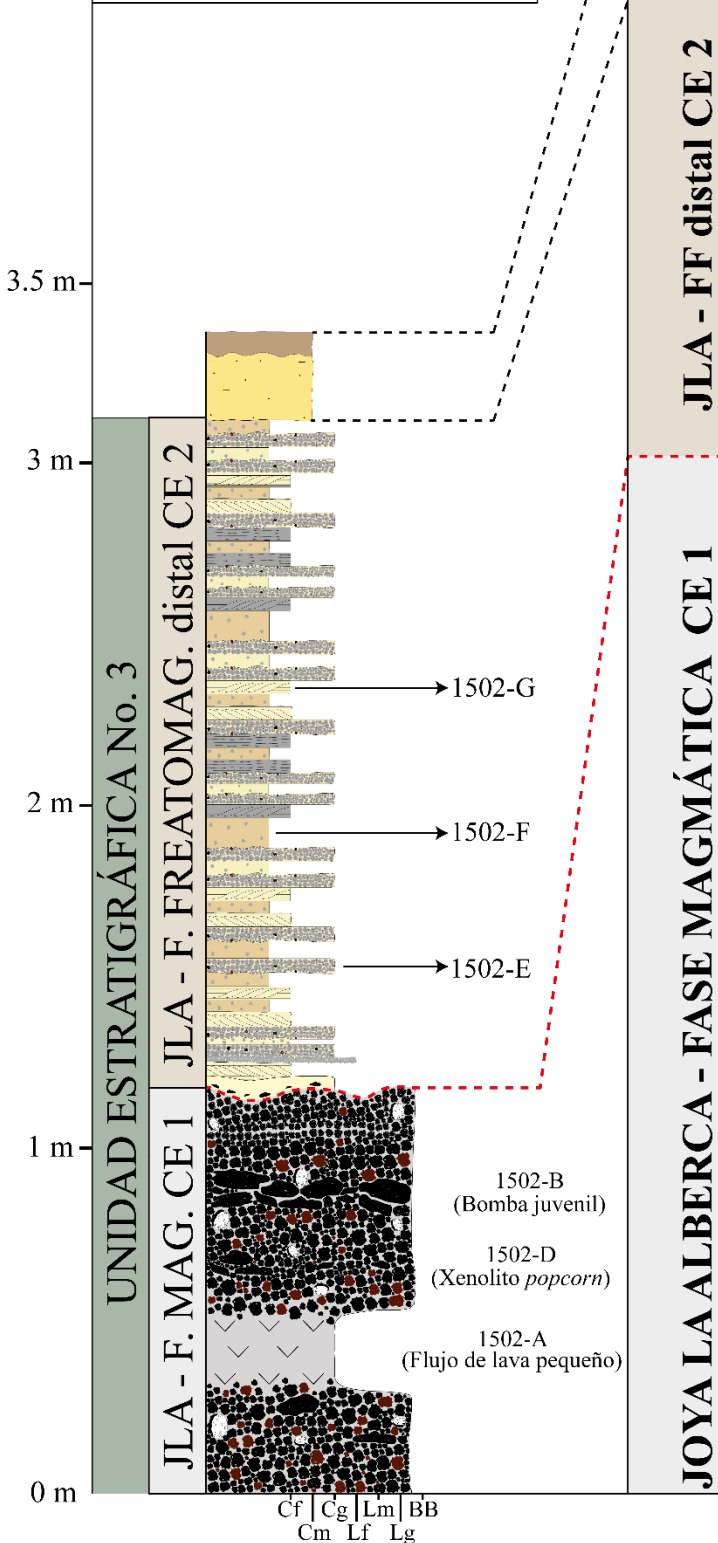 3.5 m
3 m
2 m
1 m
0 m
UNIDAD ESTRATIGRÁFICA No. 3
JLA - F. FREATOMAG. distal CE 2
JLA - F. MAG. CE 1
1502-G
1502-F
1502-E
1502-B
(Bomba juvenil)
1502-D
(Xenolito popcorn)
1502-A
(Flujo de lava pequeño)
JLA - FF distal CE 2
JOYA LA ALBERCA - FASE MAGMÁTICA CE 1
Cf Cg Lm BB
Cm Lf Lg